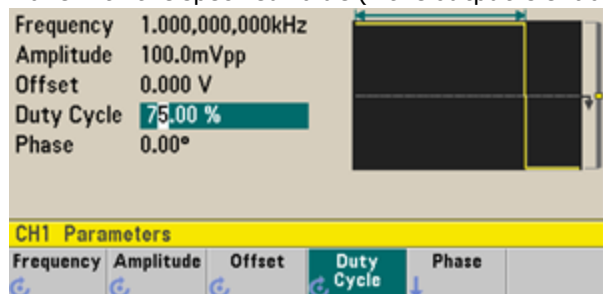 Frequency 1.000,000,000kHz
Amplitude 100.0mVpp
Offset 0.000 V
Duty Cycle 75.00 %
Phase 0.00°
CH1 Parameters
Frequency Amplitude Offset Duty Cycle Phase